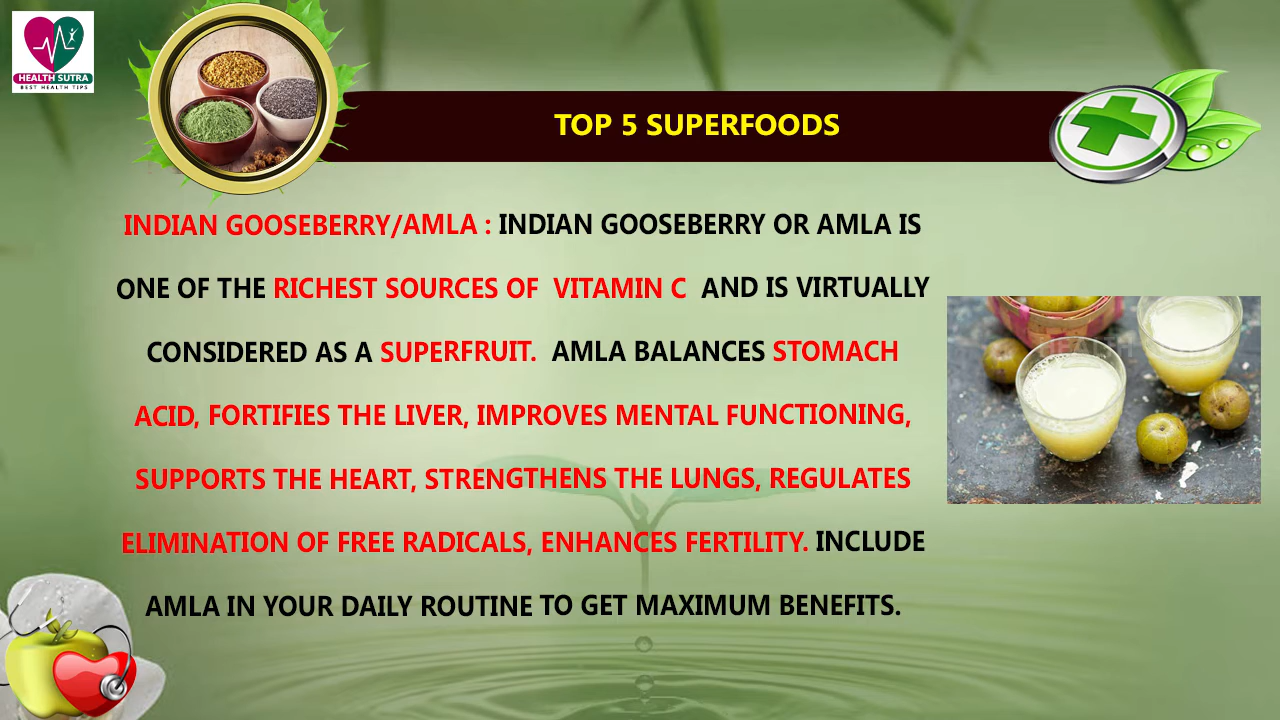 HEALTH SUTRA
BEST HEALTH TIPS
TOP 5 SUPERFOODS
INDIAN GOOSEBERRY/AMLA : INDIAN GOOSEBERRY OR AMLA IS
ONE OF THE RICHEST SOURCES OF VITAMIN C AND IS VIRTUALLY
CONSIDERED AS A SUPERFRUIT. AMLA BALANCES STOMACH
ACID, FORTIFIES THE LIVER, IMPROVES MENTAL FUNCTIONING,
SUPPORTS THE HEART, STRENGTHENS THE LUNGS, REGULATES
ELIMINATION OF FREE RADICALS, ENHANCES FERTILITY. INCLUDE
AMLA IN YOUR DAILY ROUTINE TO GET MAXIMUM BENEFITS.